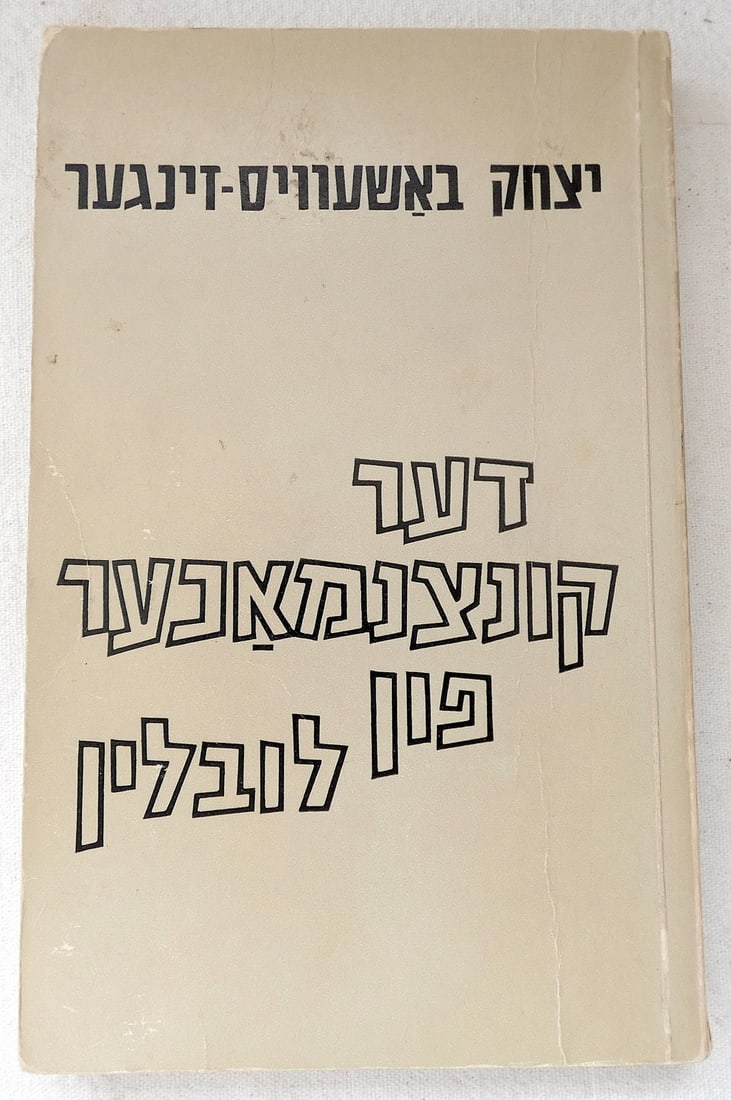 יצחק באַשעוויס-זינגער
דער
קונצנמאַכער
פון
לובלין